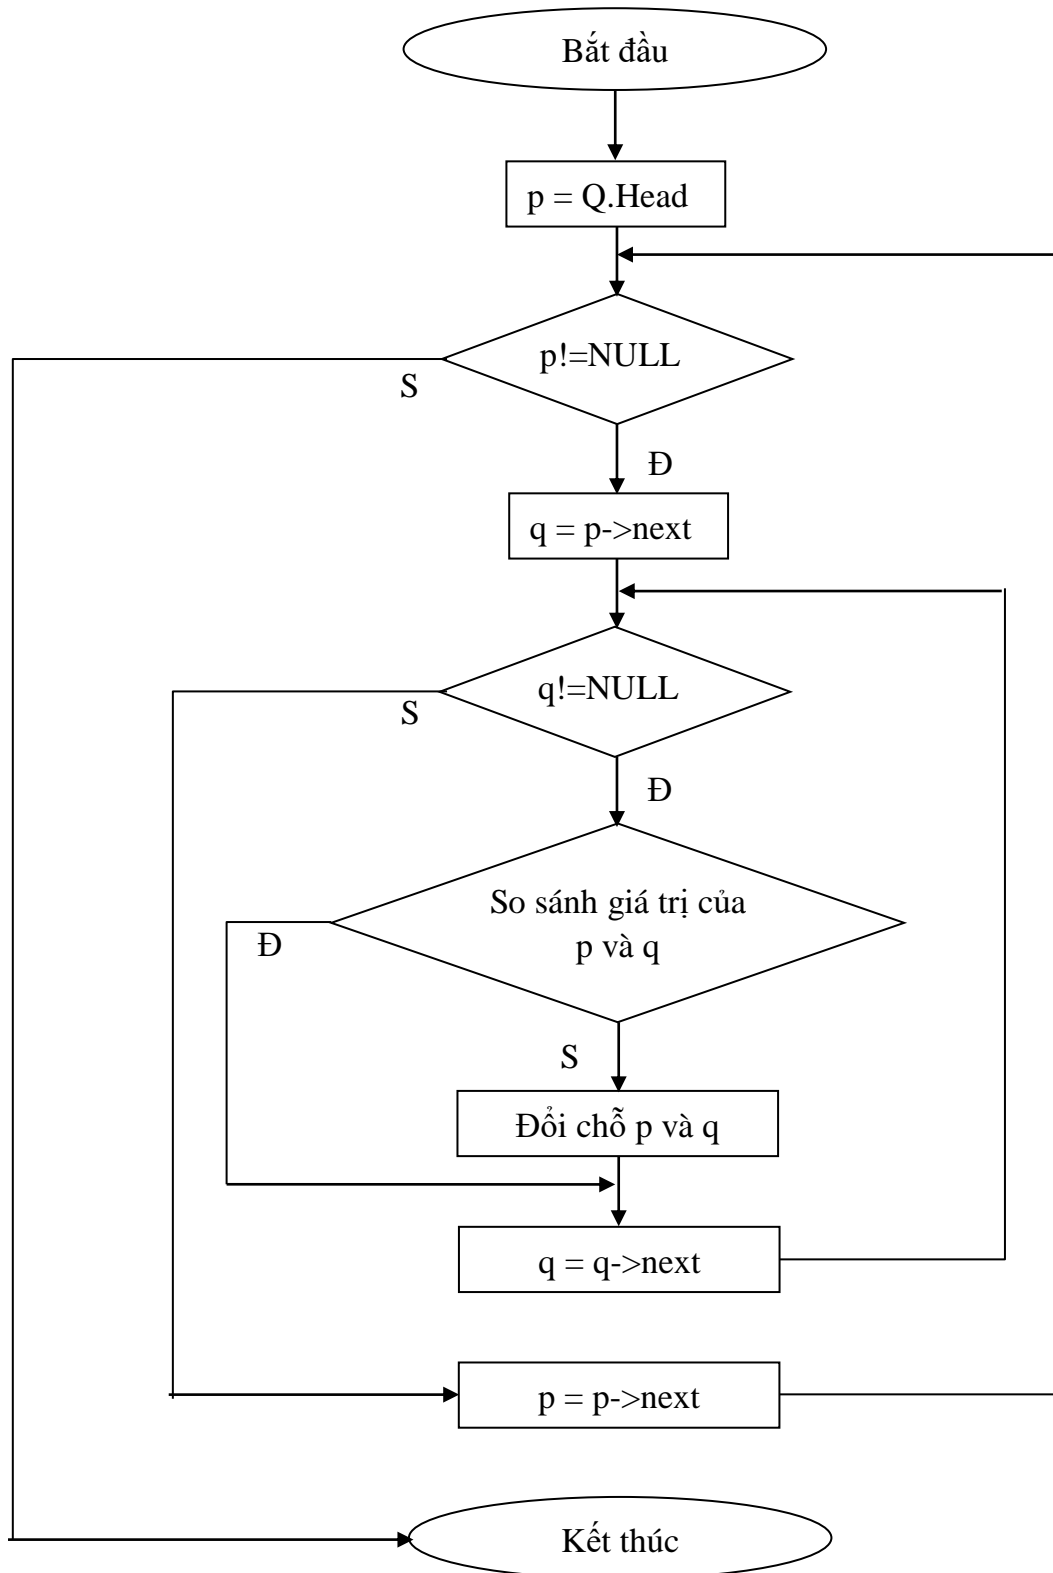 Bắt đầu
p = Q.Head
p!=NULL
S
Đ
q = p->next
q!=NULL
S
Đ
So sánh giá trị của
p và q
Đ
S
Đổi chỗ p và q
q = q->next
p = p->next
Kết thúc